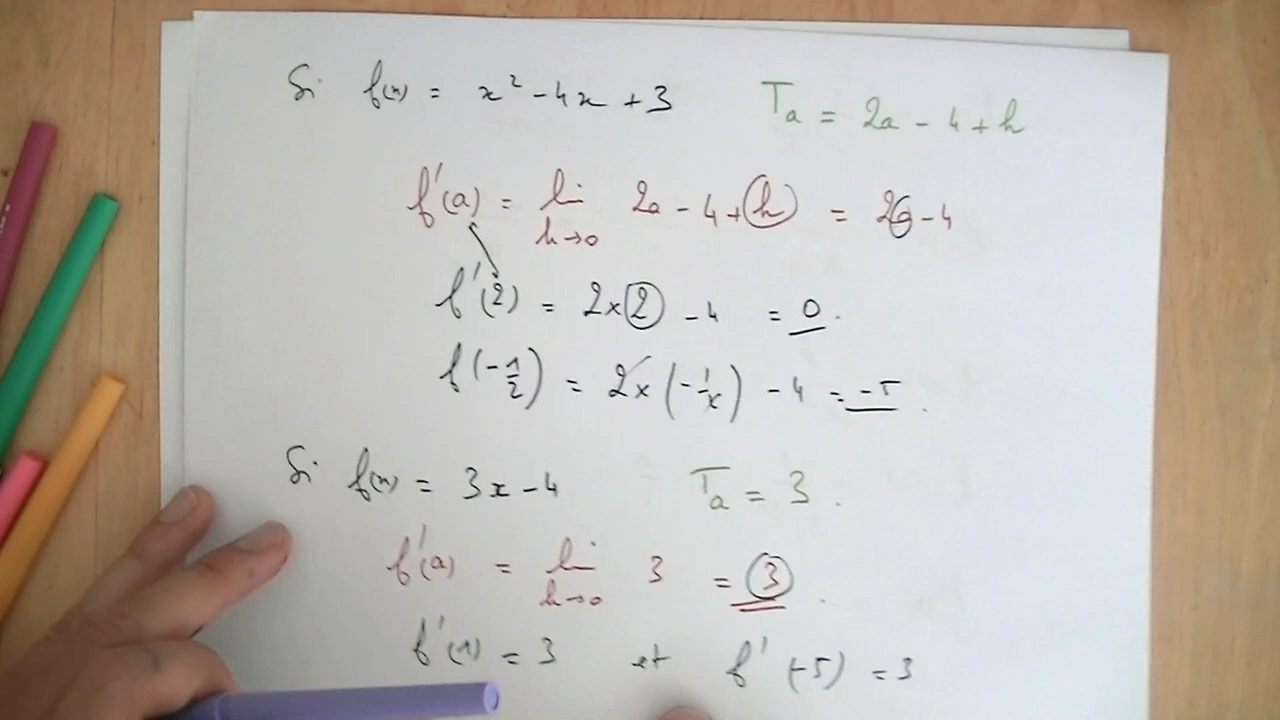 Si f(x) = x² - 4x + 3 Ta = 2a - 4 + h
f'(a) = lim h→0 2a - 4 + h = 2a - 4
f'(2) = 2×2 - 4 = 0.
f(-1/2) = 2×(-1/2) - 4 = -5.
Si f(x) = 3x - 4 Ta = 3.
f'(a) = lim h→0 3 = 3.
f'(1) = 3 et f'(-5) = 3